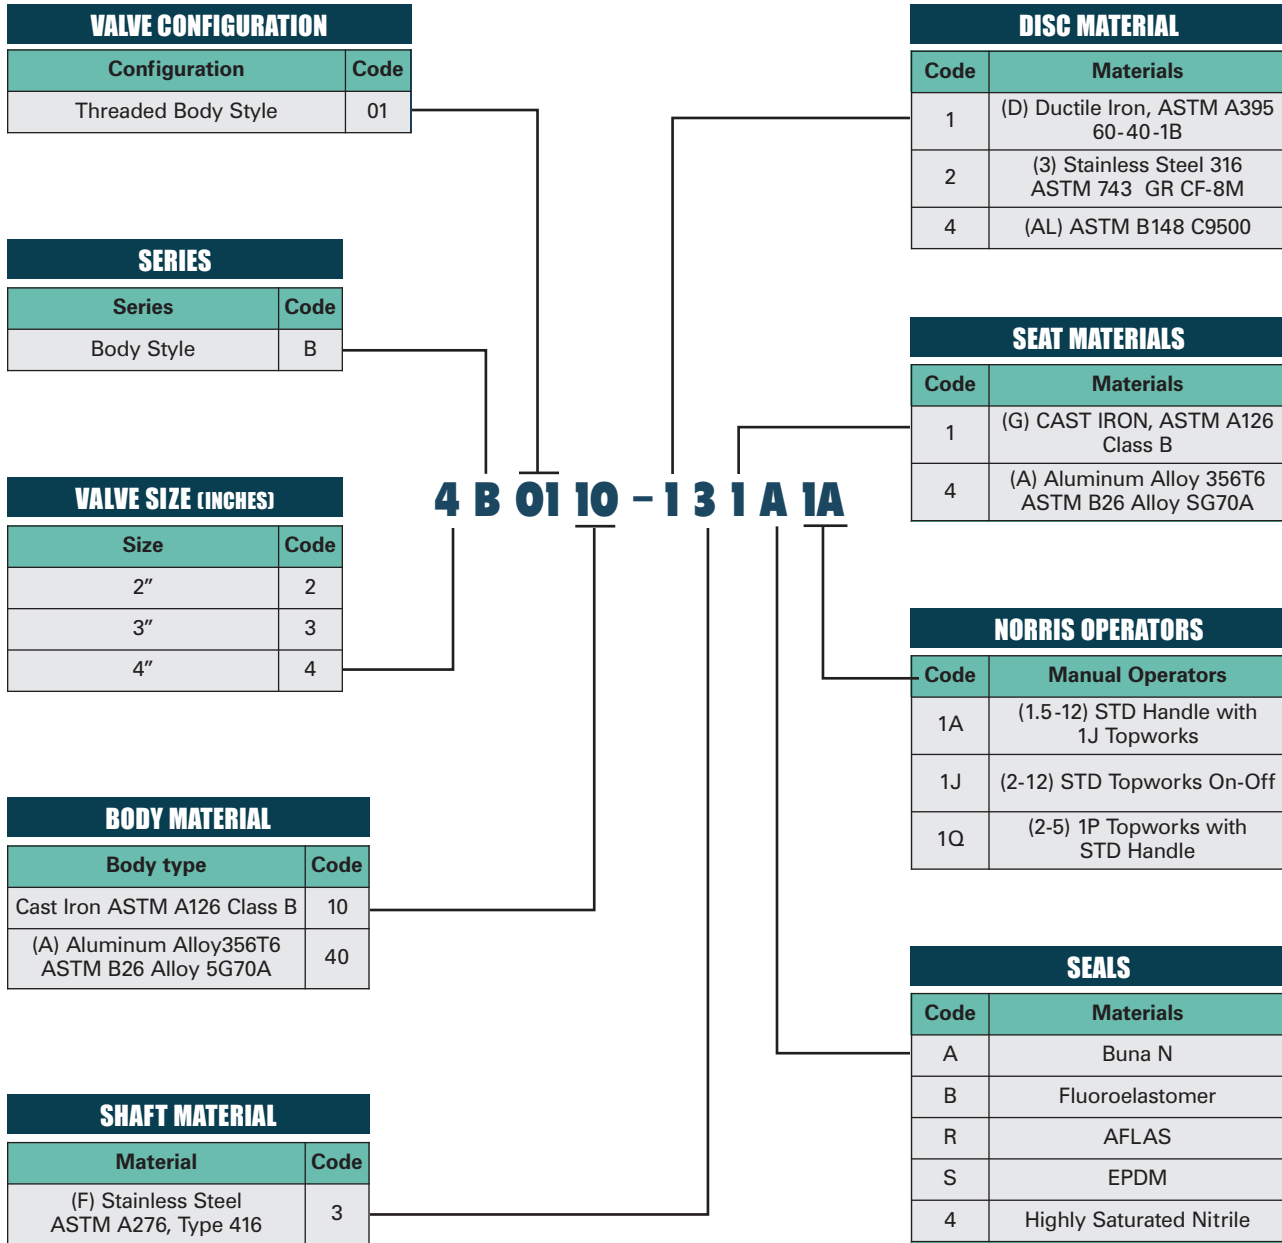 VALVE CONFIGURATION
Configuration Code
Threaded Body Style 01
SERIES
Series Code
Body Style B
VALVE SIZE (INCHES)
Size Code
2” 2
3” 3
4” 4
BODY MATERIAL
Body type Code
Cast Iron ASTM A126 Class B 10
(A) Aluminum Alloy356T6
ASTM B26 Alloy 5G70A 40
SHAFT MATERIAL
Material Code
(F) Stainless Steel
ASTM A276, Type 416 3
4 B 01 10 – 1 3 1 A 1A
DISC MATERIAL
Code Materials
1 (D) Ductile Iron, ASTM A395
60-40-1B
2 (3) Stainless Steel 316
ASTM 743 GR CF-8M
4 (AL) ASTM B148 C9500
SEAT MATERIALS
Code Materials
1 (G) CAST IRON, ASTM A126
Class B
4 (A) Aluminum Alloy 356T6
ASTM B26 Alloy SG70A
NORRIS OPERATORS
Code Manual Operators
1A (1.5-12) STD Handle with
1J Topworks
1J (2-12) STD Topworks On-Off
1Q (2-5) 1P Topworks with
STD Handle
SEALS
Code Materials
A Buna N
B Fluoroelastomer
R AFLAS
S EPDM
4 Highly Saturated Nitrile